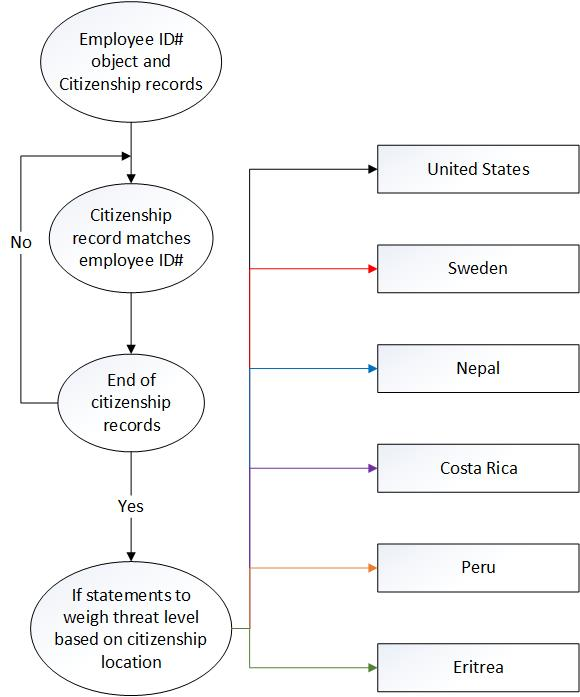 Employee ID#
object and
Citizenship records
Citizenship
record matches
employee ID#
No
End of
citizenship
records
Yes
If statements to
weigh threat level
based on citizenship
location
United States
Sweden
Nepal
Costa Rica
Peru
Eritrea